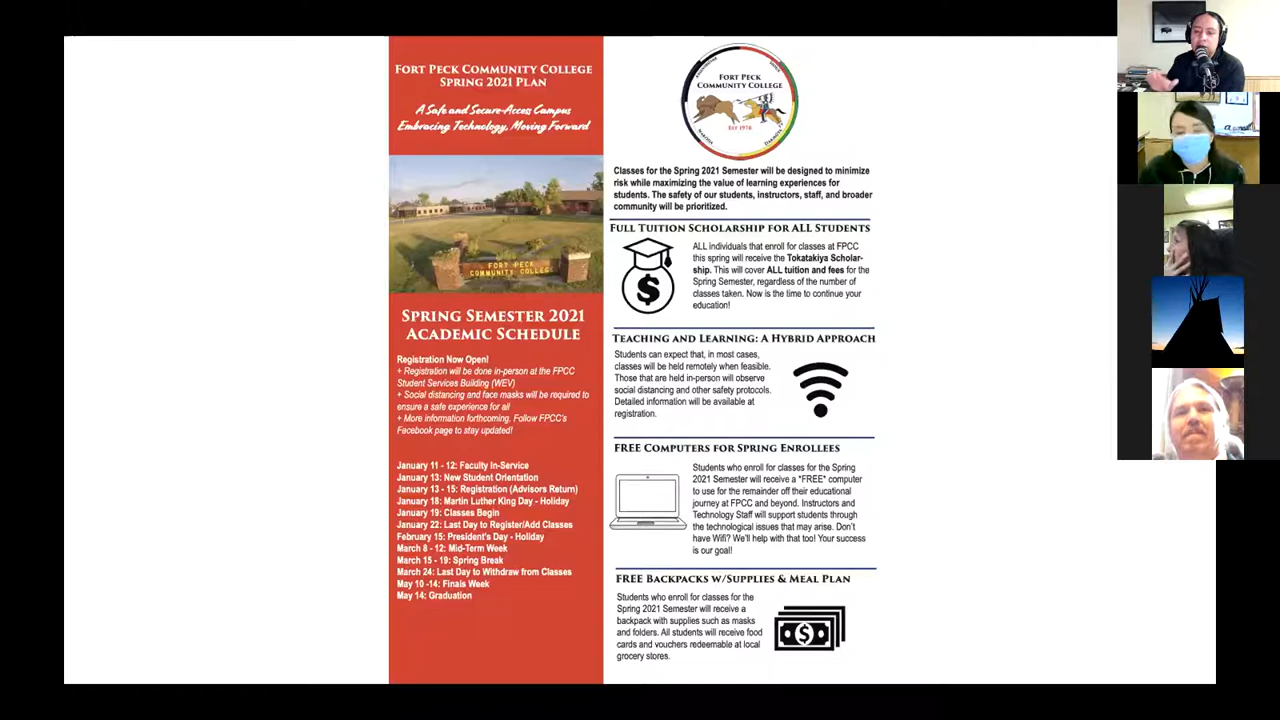 FORT PECK COMMUNITY COLLEGE
SPRING 2021 PLAN
A Safe and Secure-Access Campus
Embracing Technology, Moving Forward
FORT PECK
COMMUNITY COLLEGE
SPRING SEMESTER 2021
ACADEMIC SCHEDULE
Registration Now Open!
+ Registration will be done in-person at the FPCC
Student Services Building (WEV)
+ Social distancing and face masks will be required to
ensure a safe experience for all
+ More information forthcoming. Follow FPCC's
Facebook page to stay updated!
January 11 - 12: Faculty In-Service
January 13: New Student Orientation
January 13 - 15: Registration (Advisors Return)
January 18: Martin Luther King Day - Holiday
January 19: Classes Begin
January 22: Last Day to Register/Add Classes
February 15: President's Day - Holiday
March 8 - 12: Mid-Term Week
March 15 - 19: Spring Break
March 24: Last Day to Withdraw from Classes
May 10 -14: Finals Week
May 14: Graduation
FORT PECK
COMMUNITY COLLEGE
EST 1978
Classes for the Spring 2021 Semester will be designed to minimize
risk while maximizing the value of learning experiences for
students. The safety of our students, instructors, staff, and broader
community will be prioritized.
FULL TUITION SCHOLARSHIP FOR ALL STUDENTS
ALL individuals that enroll for classes at FPCC
this spring will receive the Tokatakiya Scholar-
ship. This will cover ALL tuition and fees for the
Spring Semester, regardless of the number of
classes taken. Now is the time to continue your
education!
TEACHING AND LEARNING: A HYBRID APPROACH
Students can expect that, in most cases,
classes will be held remotely when feasible.
Those that are held in-person will observe
social distancing and other safety protocols.
Detailed information will be available at
registration.
FREE COMPUTERS FOR SPRING ENROLLEES
Students who enroll for classes for the Spring
2021 Semester will receive a *FREE* computer
to use for the remainder off their educational
journey at FPCC and beyond. Instructors and
Technology Staff will support students through
the technological issues that may arise. Don't
have Wifi? We'll help with that too! Your success
is our goal!
FREE BACKPACKS W/SUPPLIES & MEAL PLAN
Students who enroll for classes for the
Spring 2021 Semester will receive a
backpack with supplies such as masks
and folders. All students will receive food
cards and vouchers redeemable at local
grocery stores.